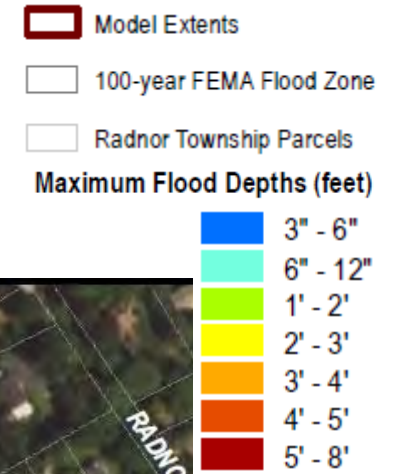 Model Extents
100-year FEMA Flood Zone
Radnor Township Parcels
Maximum Flood Depths (feet)
3" - 6"
6" - 12"
1' - 2'
2' - 3'
3' - 4'
4' - 5'
5' - 8'
RADNO